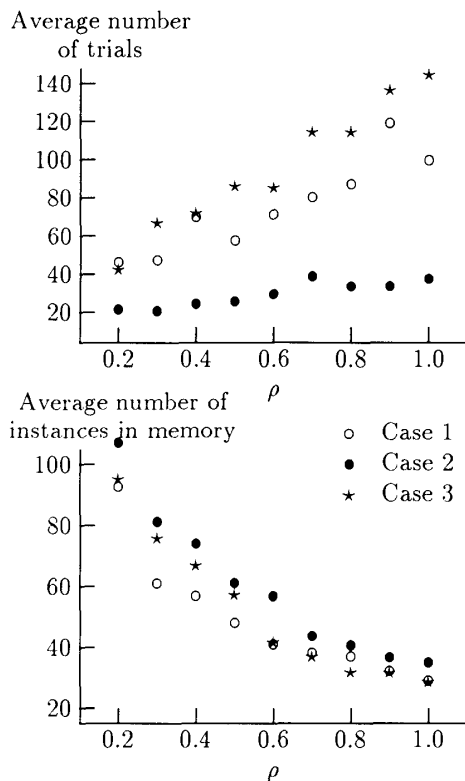 Average number
of trials
140
120
100
80
60
40
20
0.2 0.4 0.6 0.8 1.0
ρ
Average number of
instances in memory
100
80
60
40
20
Case 1
Case 2
Case 3
0.2 0.4 0.6 0.8 1.0
ρ